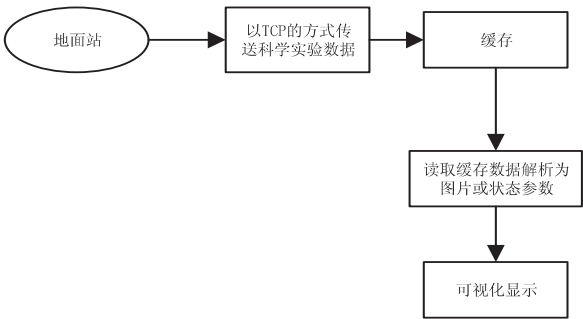 地面站
以TCP的方式传
送科学实验数据
缓存
读取缓存数据解析为
图片或状态参数
可视化显示